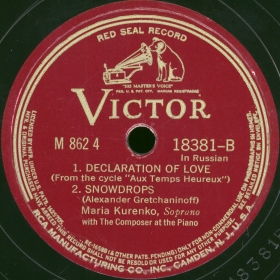 RED SEAL RECORD
"HIS MASTER'S VOICE"
VICTOR
M 862 4
18381-B
In Russian
1. DECLARATION OF LOVE
(From the cycle "Aux Temps Heureux")
2. SNOWDROPS
(Alexander Gretchaninoff)
Maria Kurenko, Soprano
with The Composer at the Piano
RCA MANUFACTURING CO., INC., CAMDEN, N. J., U. S. A.